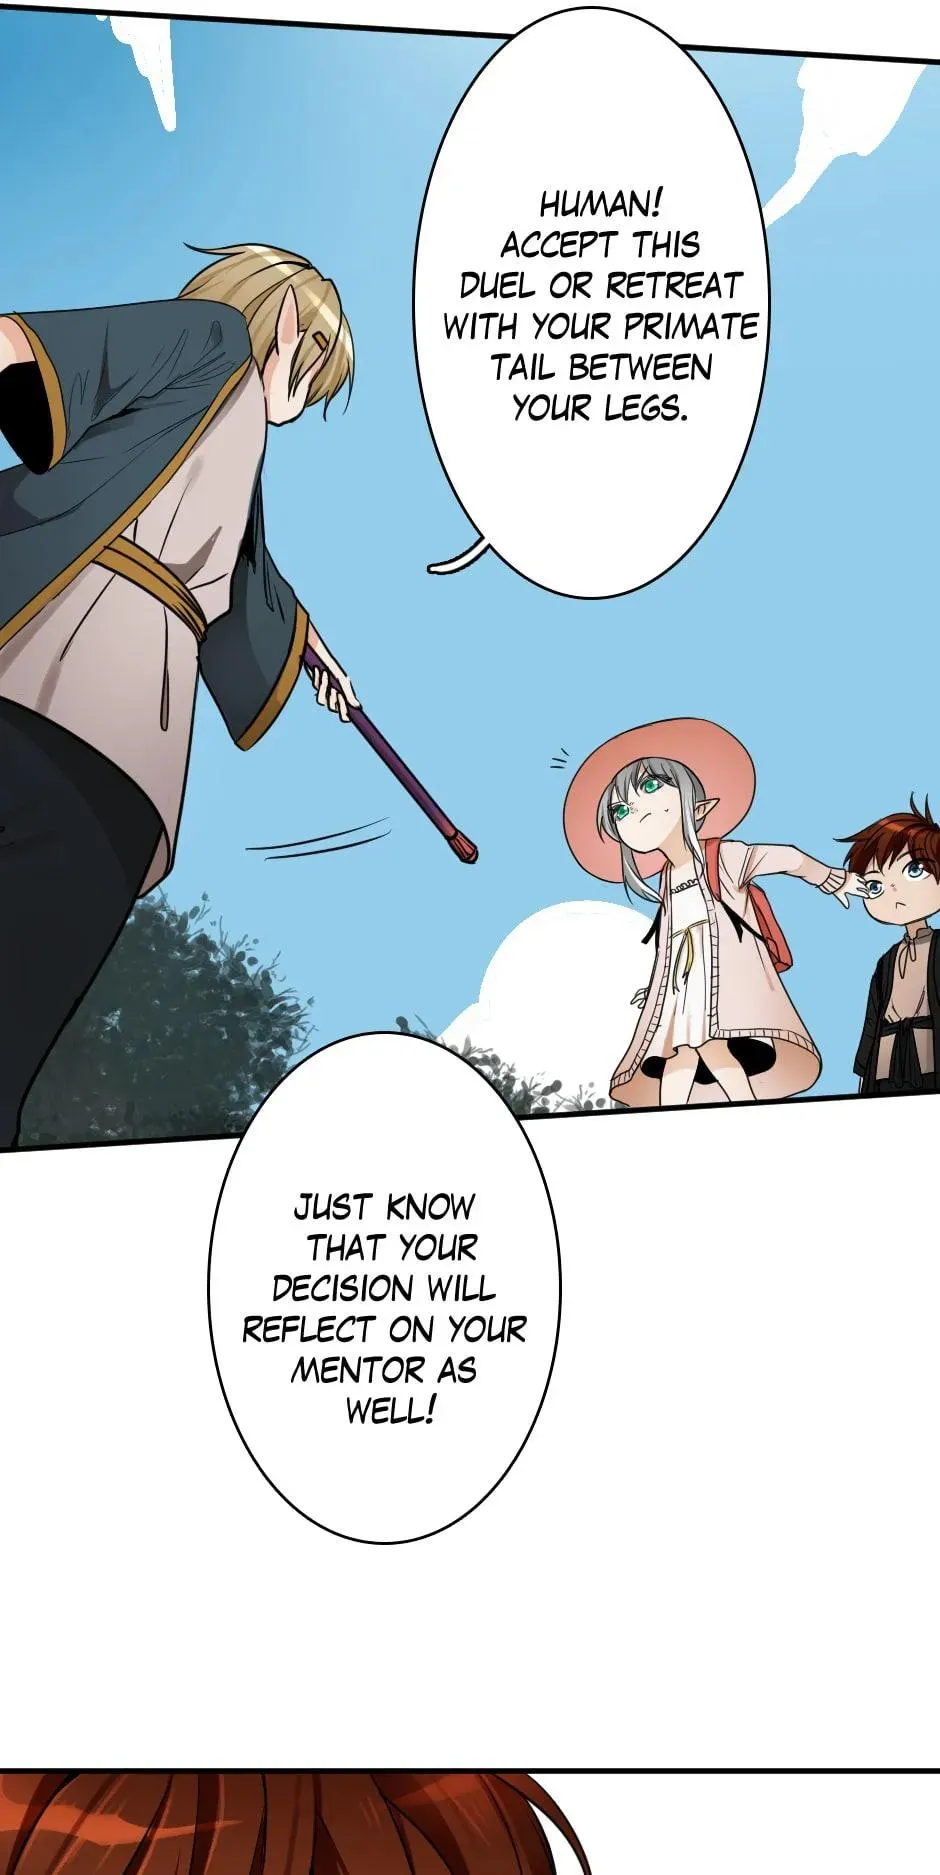 HUMAN!
ACCEPT THIS
DUEL OR RETREAT
WITH YOUR PRIMATE
TAIL BETWEEN
YOUR LEGS.
JUST KNOW
THAT YOUR
DECISION WILL
REFLECT ON YOUR
MENTOR AS
WELL!